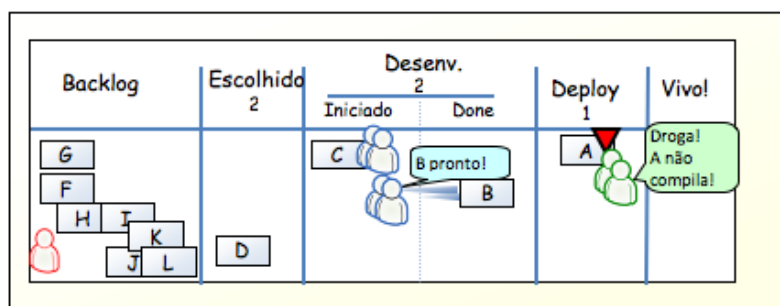 Backlog
Escolhido
2
Desenv.
2
Iniciado Done
Deploy
1
Vivo!
G
F
H I
K
J L
D
C
B pronto!
B
A
Droga!
A não
compila!